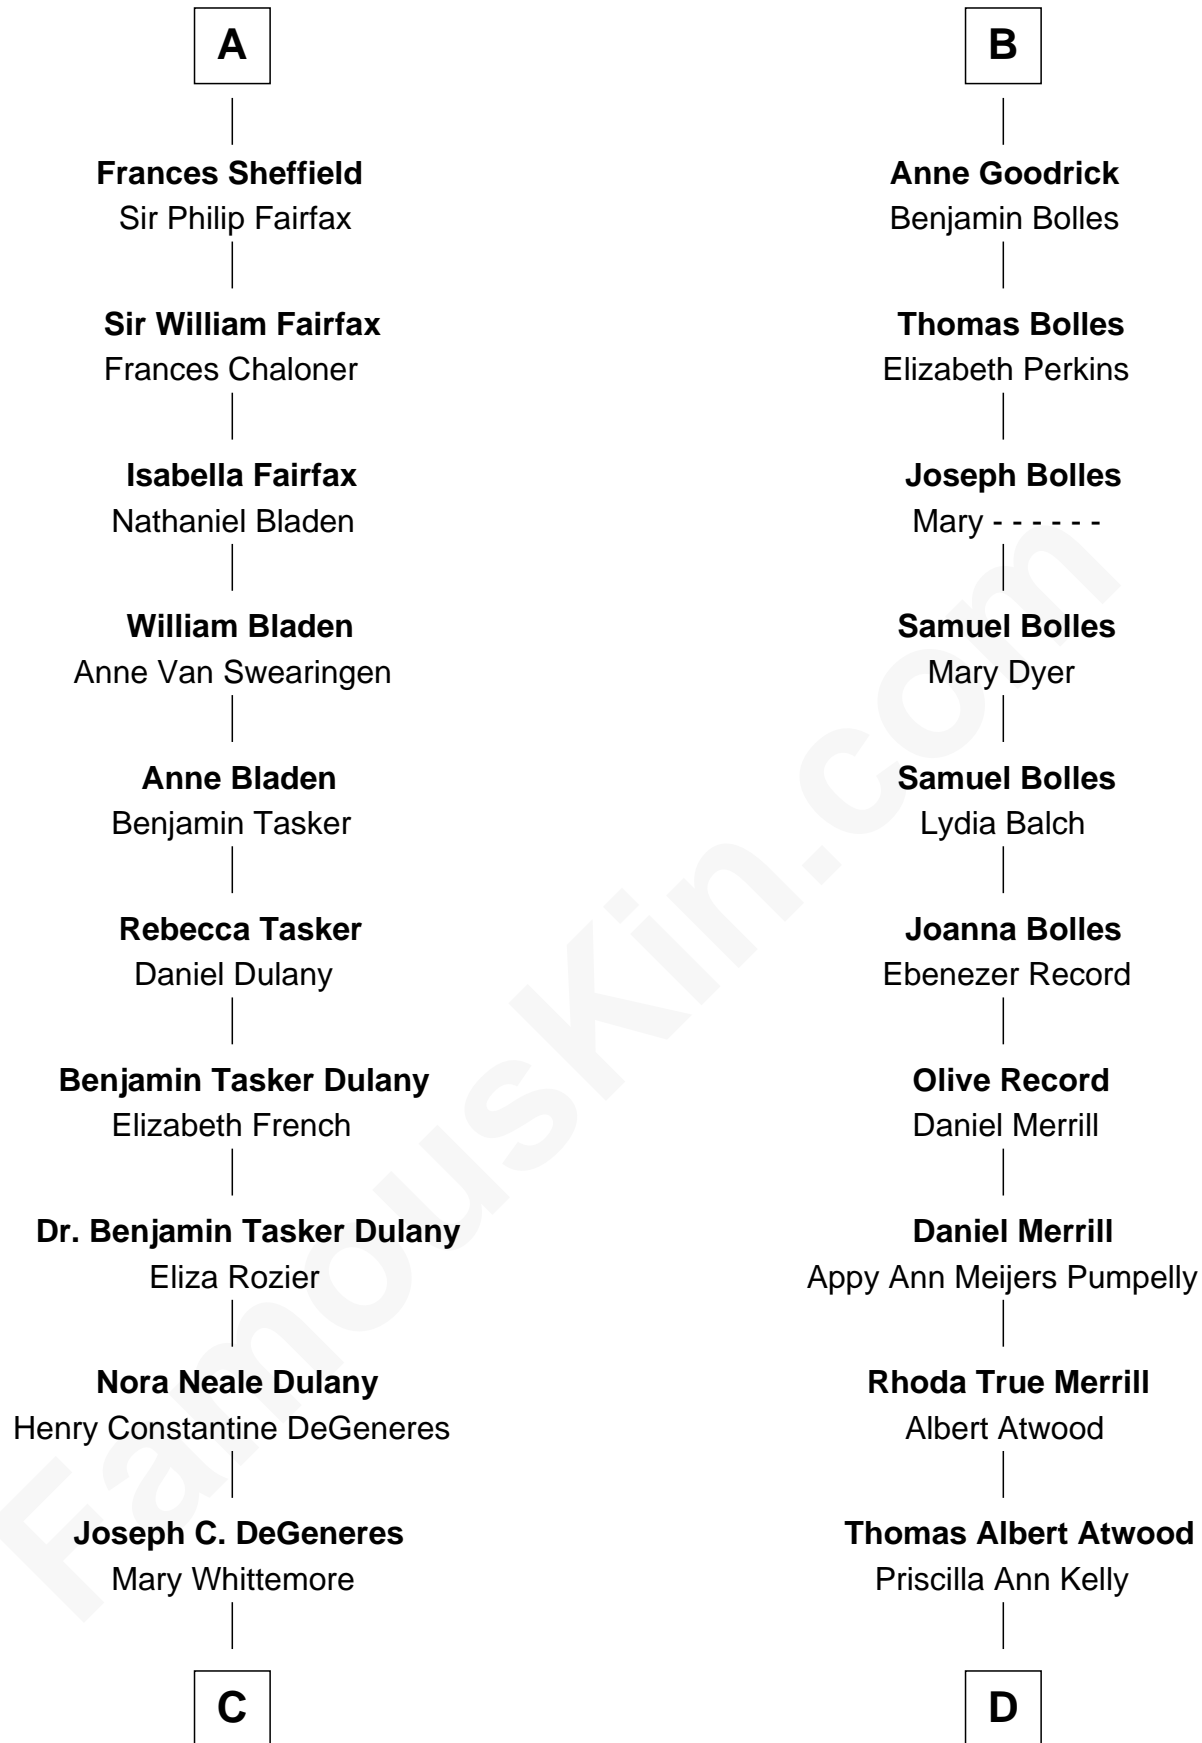 A
Frances Sheffield
Sir Philip Fairfax
Sir William Fairfax
Frances Chaloner
Isabella Fairfax
Nathaniel Bladen
William Bladen
Anne Van Swearingen
Anne Bladen
Benjamin Tasker
Rebecca Tasker
Daniel Dulany
Benjamin Tasker Dulany
Elizabeth French
Dr. Benjamin Tasker Dulany
Eliza Rozier
Nora Neale Dulany
Henry Constantine DeGeneres
Joseph C. DeGeneres
Mary Whittemore
C
B
Anne Goodrick
Benjamin Bolles
Thomas Bolles
Elizabeth Perkins
Joseph Bolles
Mary - - - - - -
Samuel Bolles
Mary Dyer
Samuel Bolles
Lydia Balch
Joanna Bolles
Ebenezer Record
Olive Record
Daniel Merrill
Daniel Merrill
Appy Ann Meijers Pumpelly
Rhoda True Merrill
Albert Atwood
Thomas Albert Atwood
Priscilla Ann Kelly
D
FamousKin.com